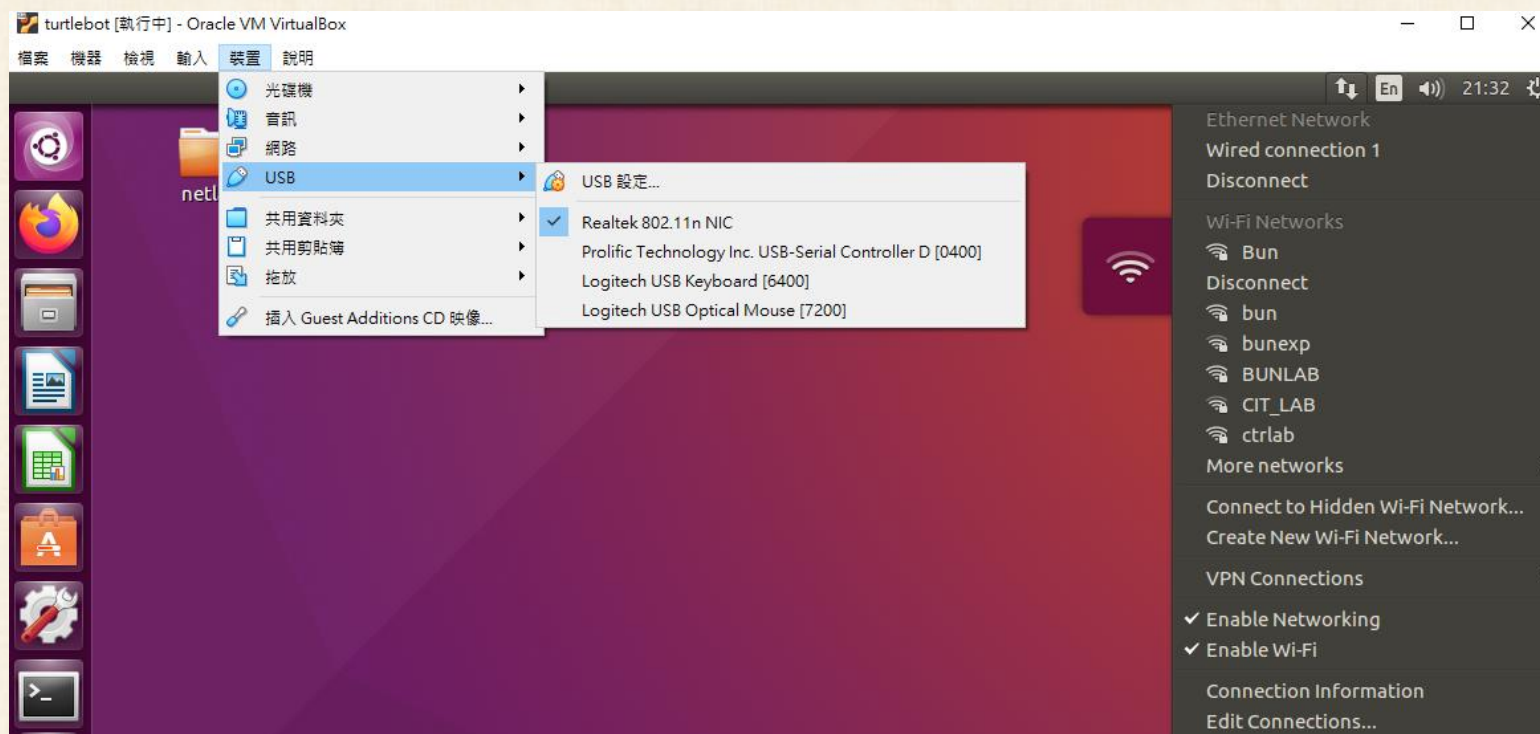 turtlebot [執行中] - Oracle VM VirtualBox
檔案 機器 檢視 輸入 裝置 說明
En 21:32
光碟機
音訊
網路
USB
共用資料夾
共用剪貼簿
拖放
插入 Guest Additions CD 映像...
USB 設定...
Realtek 802.11n NIC
Prolific Technology Inc. USB-Serial Controller D [0400]
Logitech USB Keyboard [6400]
Logitech USB Optical Mouse [7200]
netl
Ethernet Network
Wired connection 1
Disconnect
Wi-Fi Networks
Bun
Disconnect
bun
bunexp
BUNLAB
CIT_LAB
ctrlab
More networks
Connect to Hidden Wi-Fi Network...
Create New Wi-Fi Network...
VPN Connections
Enable Networking
Enable Wi-Fi
Connection Information
Edit Connections...